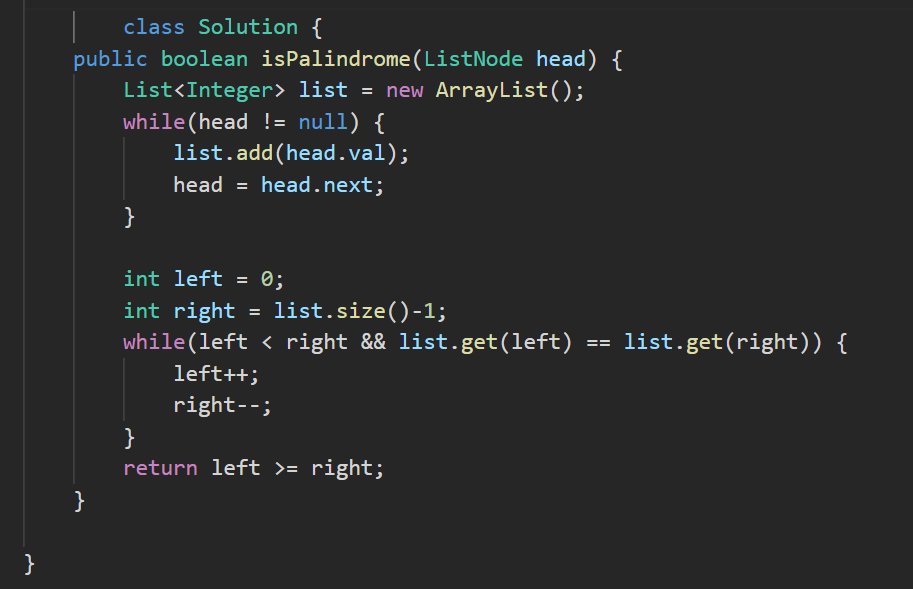 class Solution {
public boolean isPalindrome(ListNode head) {
List<Integer> list = new ArrayList();
while(head != null) {
list.add(head.val);
head = head.next;
}
int left = 0;
int right = list.size()-1;
while(left < right && list.get(left) == list.get(right)) {
left++;
right--;
}
return left >= right;
}
}